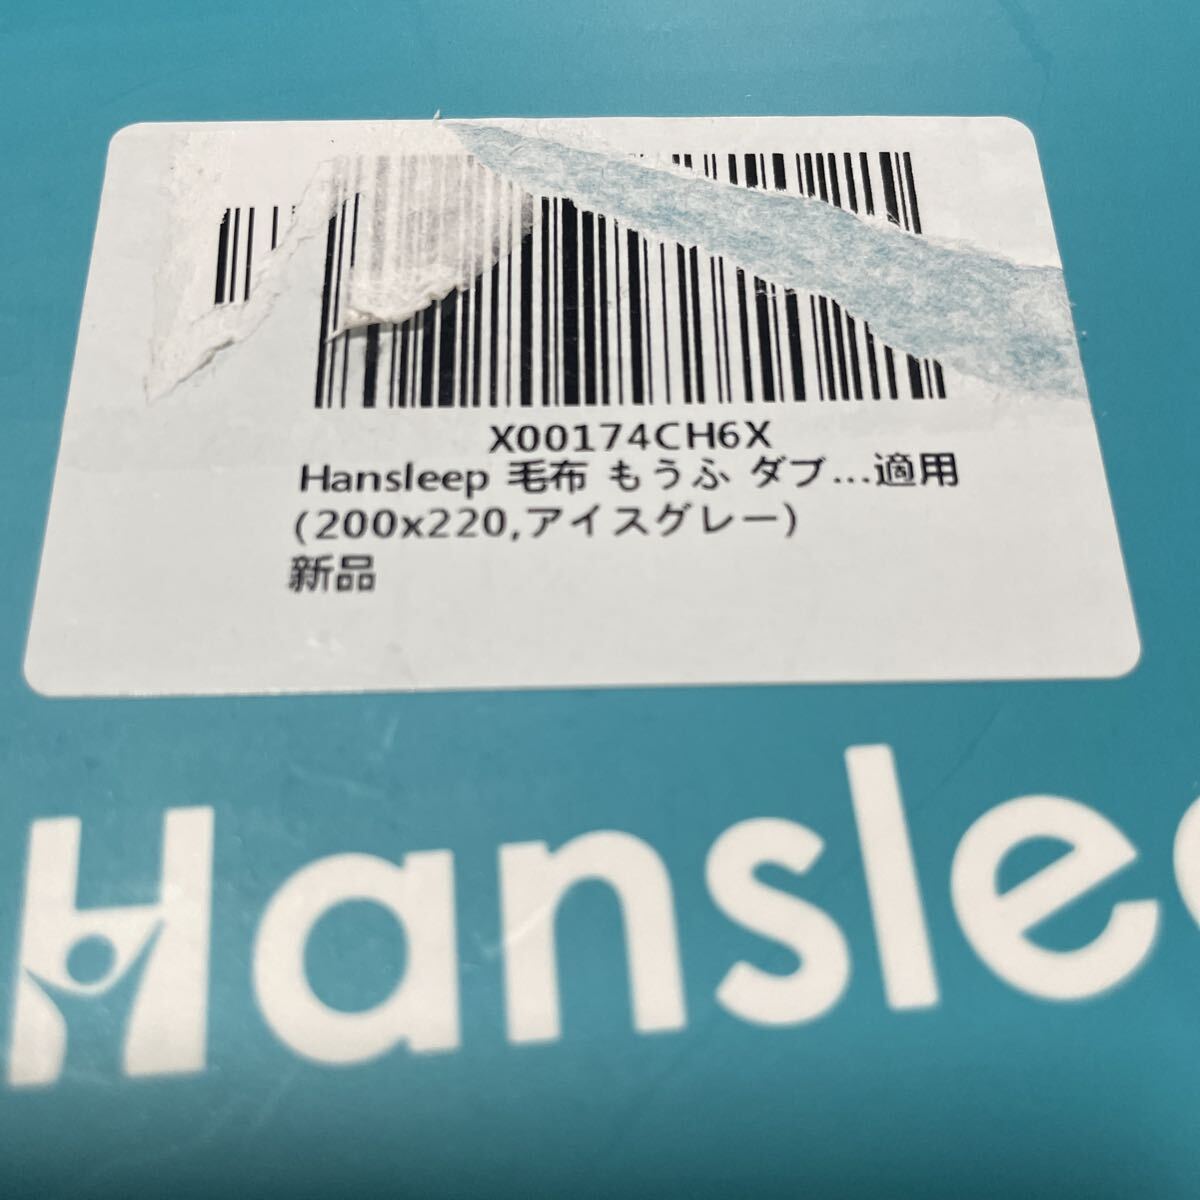 X00174CH6X
Hansleep 毛布 もうふ ダブ...適用
(200x220,アイスグレー)
新品
Hanslee